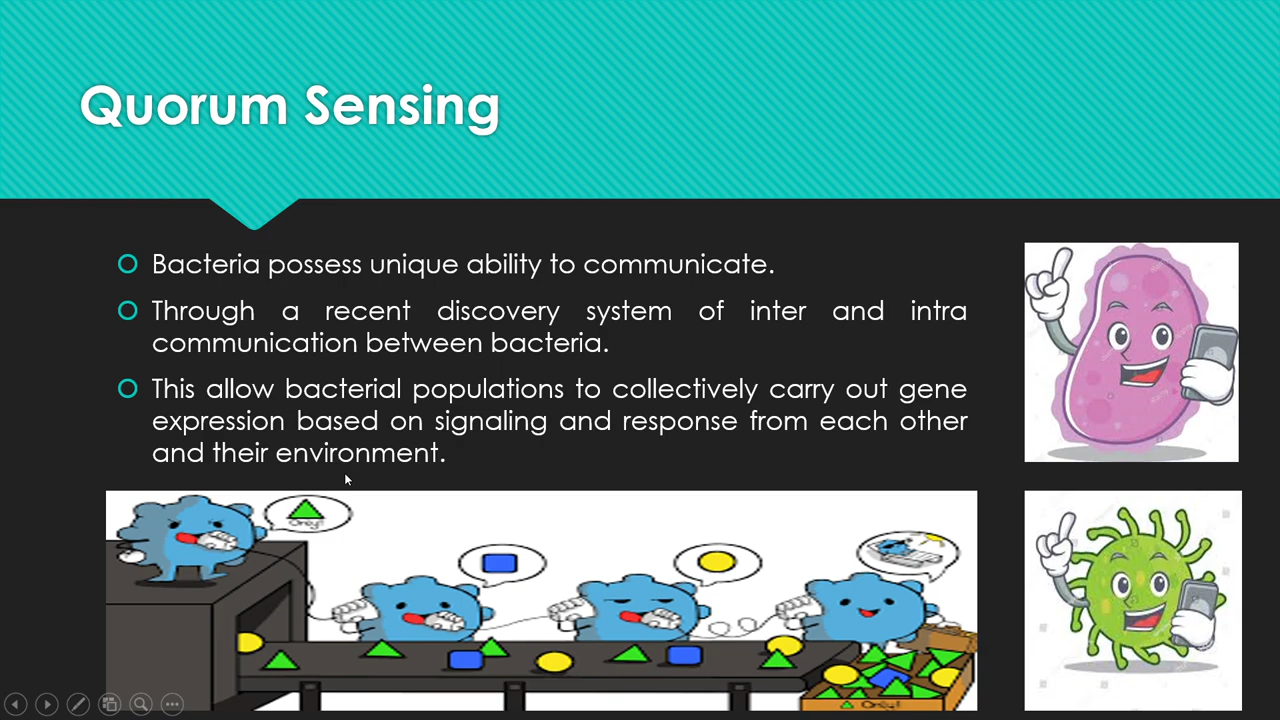 Quorum Sensing
Bacteria possess unique ability to communicate.
Through a recent discovery system of inter and intra
communication between bacteria.
This allow bacterial populations to collectively carry out gene
expression based on signaling and response from each other
and their environment.
Only!
Only!